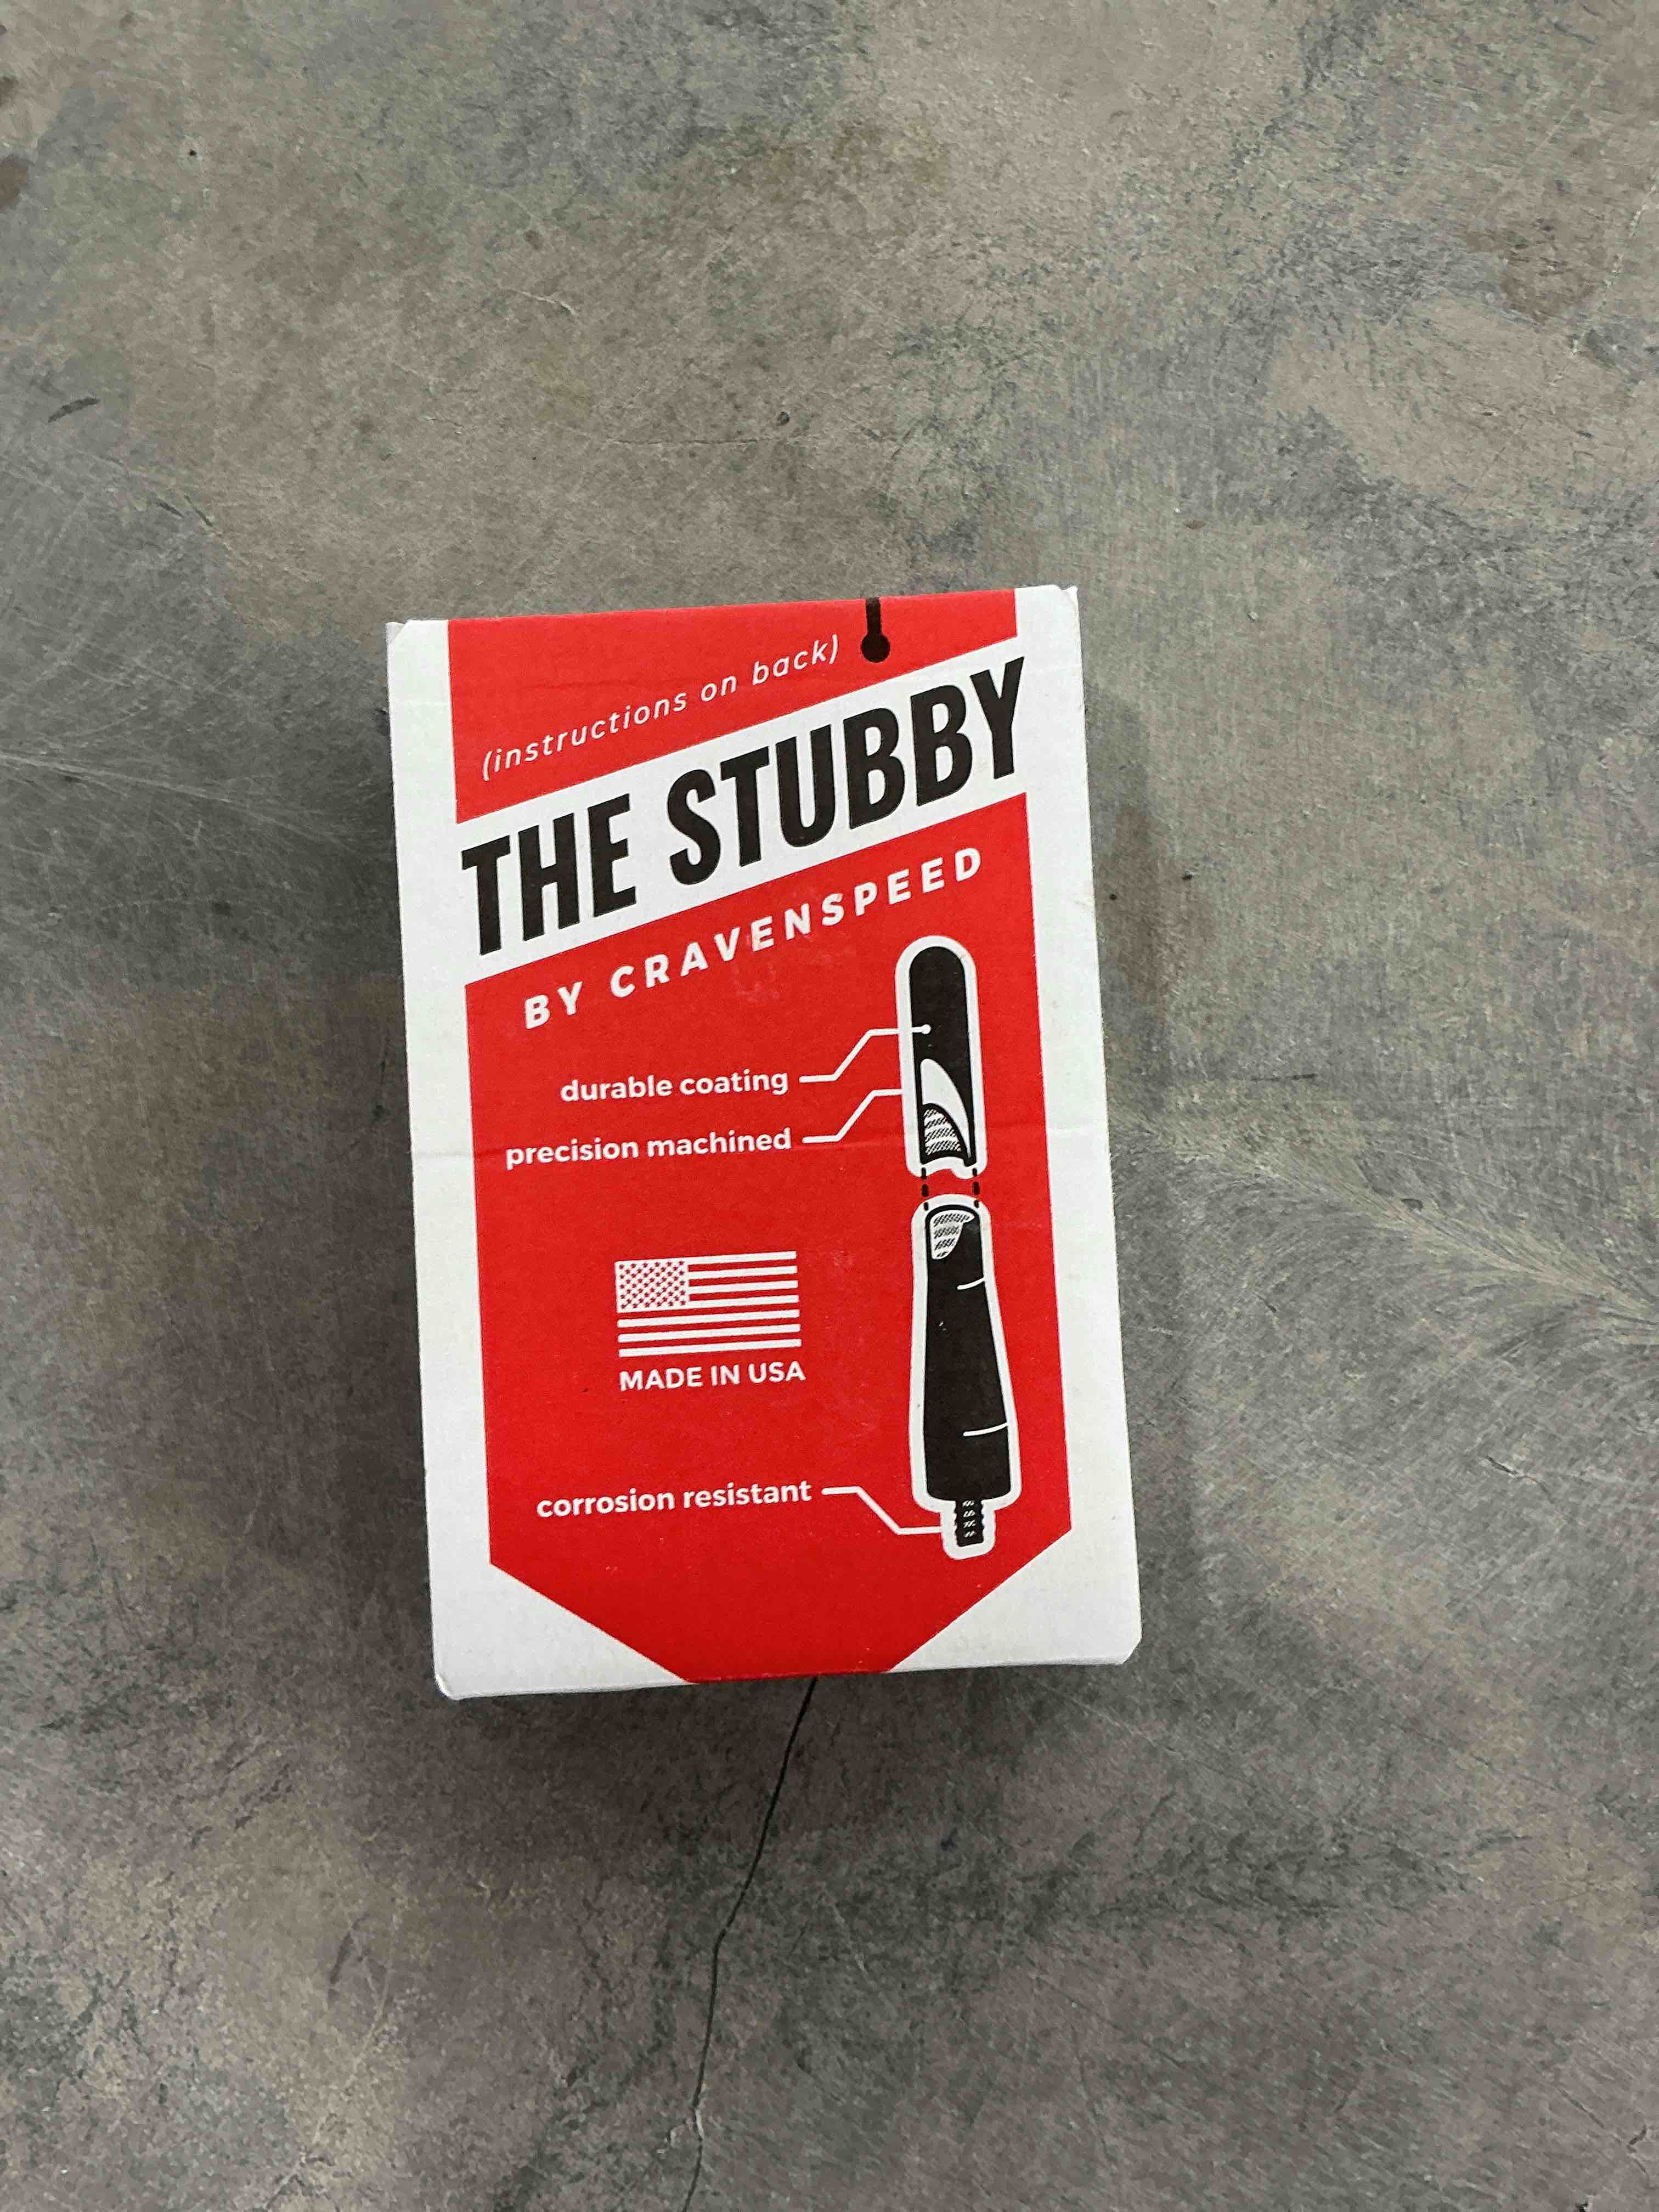 (instructions on back)
THE STUBBY
BY CRAVENSPEED
durable coating
precision machined
MADE IN USA
corrosion resistant